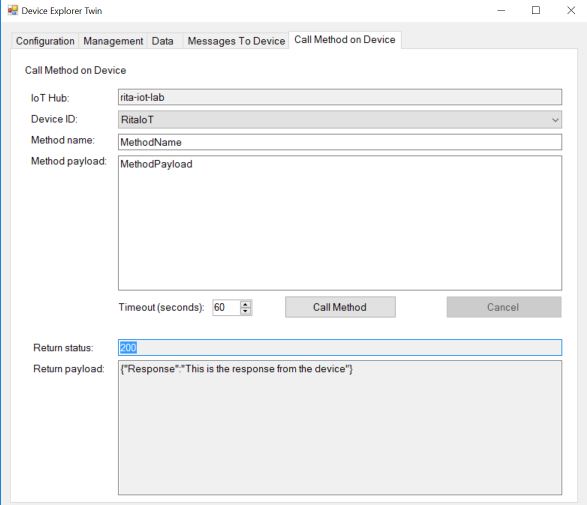 Device Explorer Twin
Configuration Management Data Messages To Device Call Method on Device
Call Method on Device
IoT Hub: rita-iot-lab
Device ID: RitaIoT
Method name: MethodName
Method payload: MethodPayload
Timeout (seconds): 60 Call Method Cancel
Return status: 200
Return payload: {"Response":"This is the response from the device"}